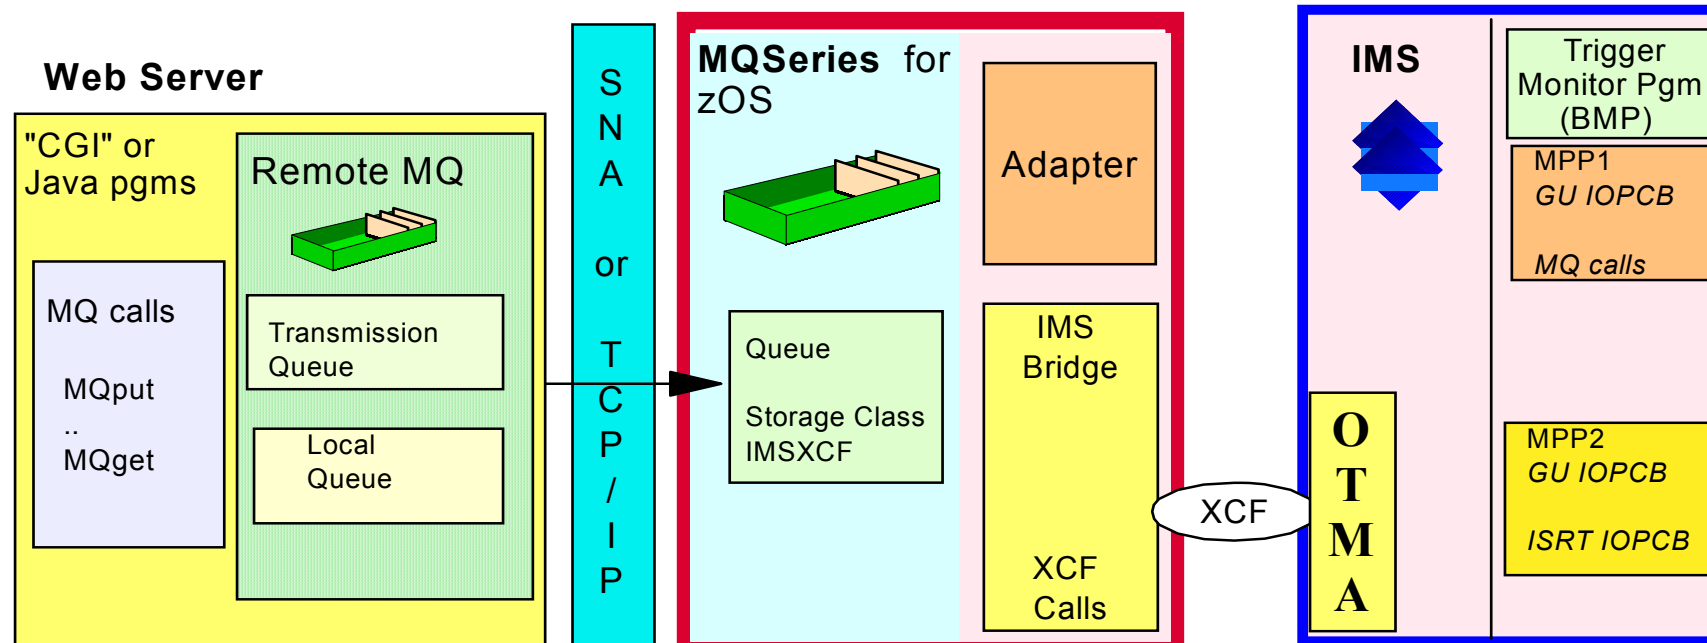 Web Server
"CGI" or
Java pgms
MQ calls
MQput
..
MQget
Remote MQ
Transmission
Queue
Local
Queue
S
N
A
or
T
C
P
/
I
P
MQSeries for
zOS
Queue
Storage Class
IMSXCF
Adapter
IMS
Bridge
XCF
Calls
XCF
IMS
O
T
M
A
Trigger
Monitor Pgm
(BMP)
MPP1
GU IOPCB
MQ calls
MPP2
GU IOPCB
ISRT IOPCB